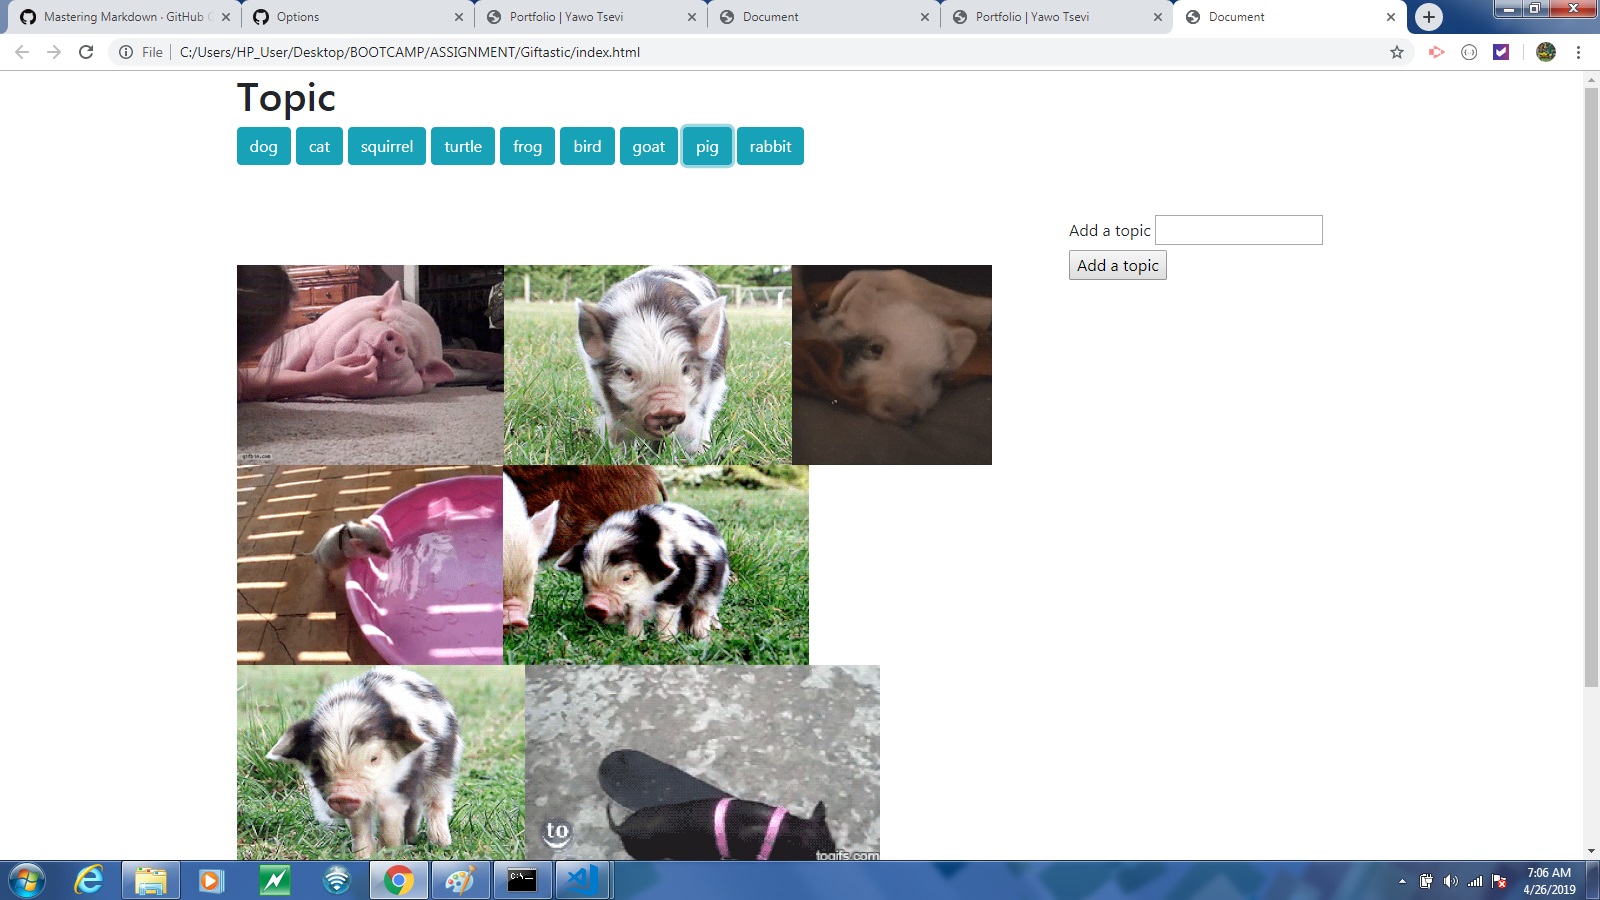 Mastering Markdown · GitHub
Options
Portfolio | Yawo Tsevi
Document
Portfolio | Yawo Tsevi
Document
File
C:/Users/HP_User/Desktop/BOOTCAMP/ASSIGNMENT/Giftastic/index.html
Topic
dog cat squirrel turtle frog bird goat pig rabbit
Add a topic
Add a topic
to
togifs.com
7:06 AM
4/26/2019